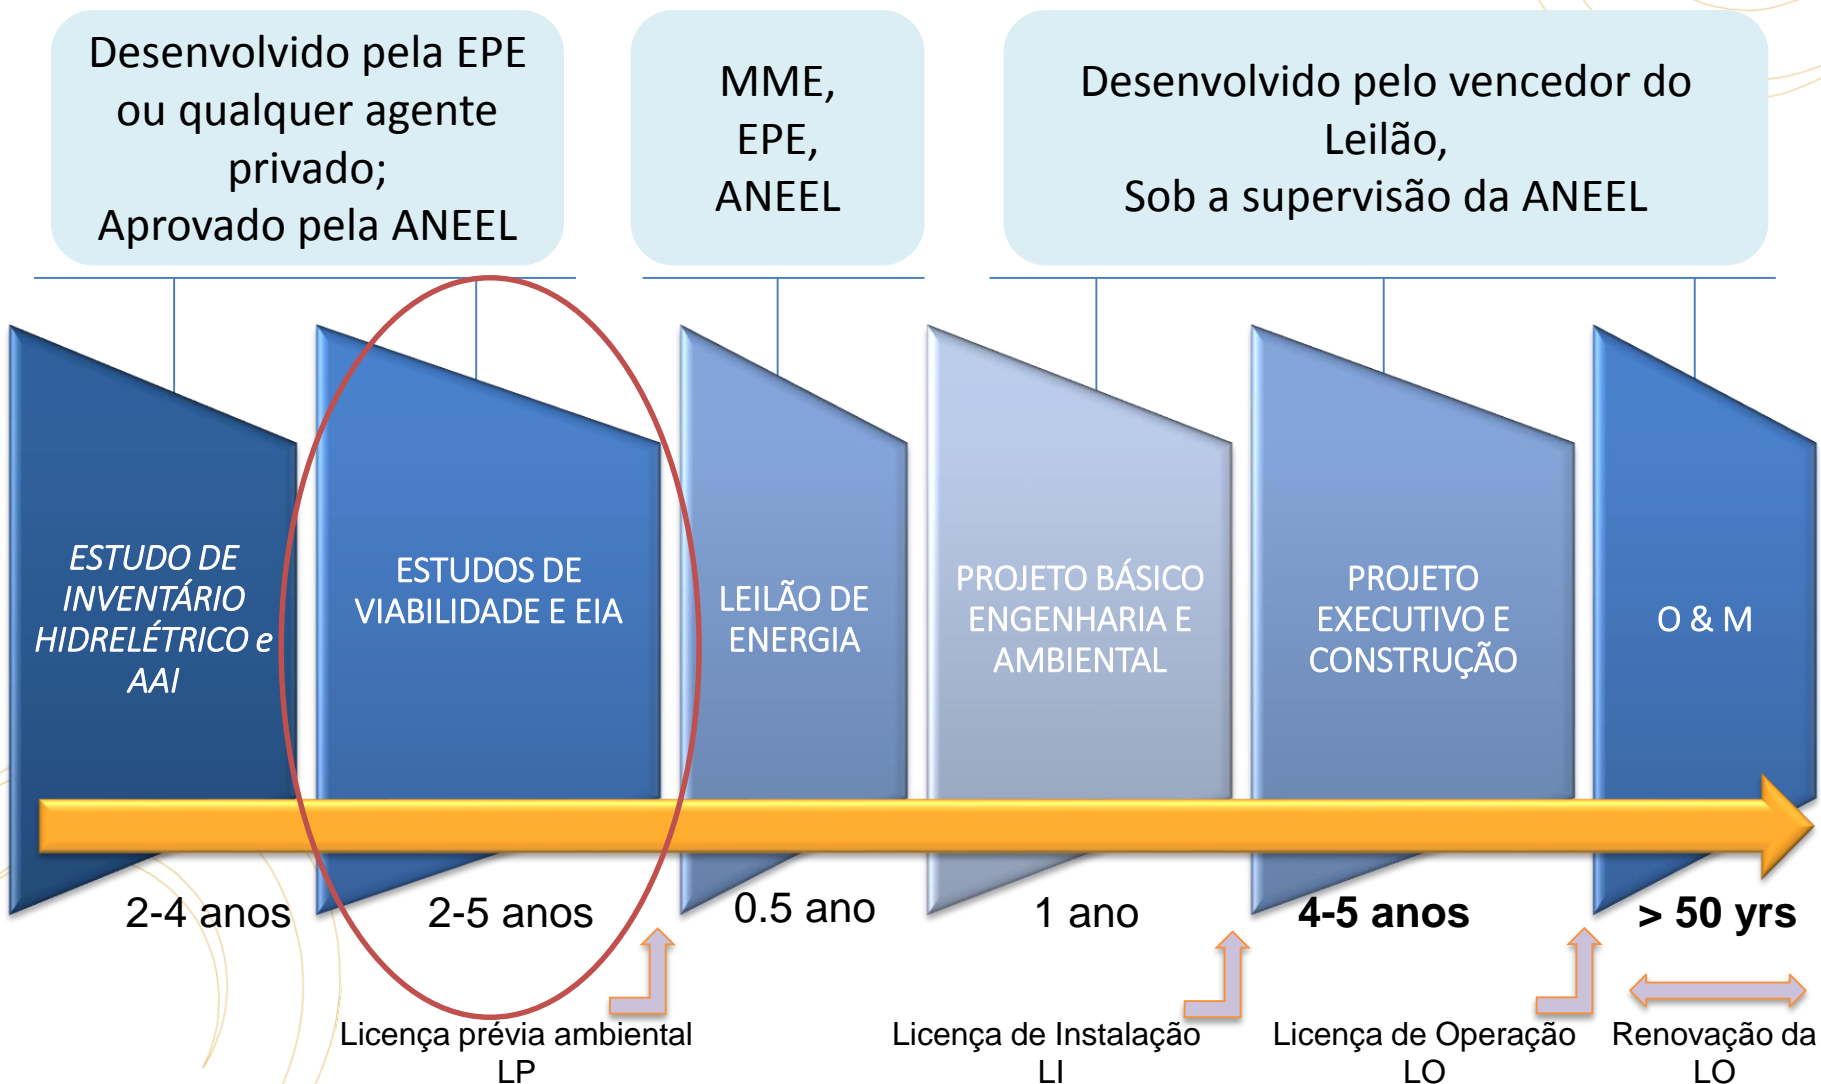 Desenvolvido pela EPE
ou qualquer agente
privado;
Aprovado pela ANEEL
MME,
EPE,
ANEEL
Desenvolvido pelo vencedor do
Leilão,
Sob a supervisão da ANEEL
ESTUDO DE
INVENTÁRIO
HIDRELÉTRICO e
AAI
ESTUDOS DE
VIABILIDADE E EIA
LEILÃO DE
ENERGIA
PROJETO BÁSICO
ENGENHARIA E
AMBIENTAL
PROJETO
EXECUTIVO E
CONSTRUÇÃO
O & M
2-4 anos
2-5 anos
0.5 ano
1 ano
4-5 anos
> 50 yrs
Licença prévia ambiental
LP
Licença de Instalação
LI
Licença de Operação
LO
Renovação da
LO